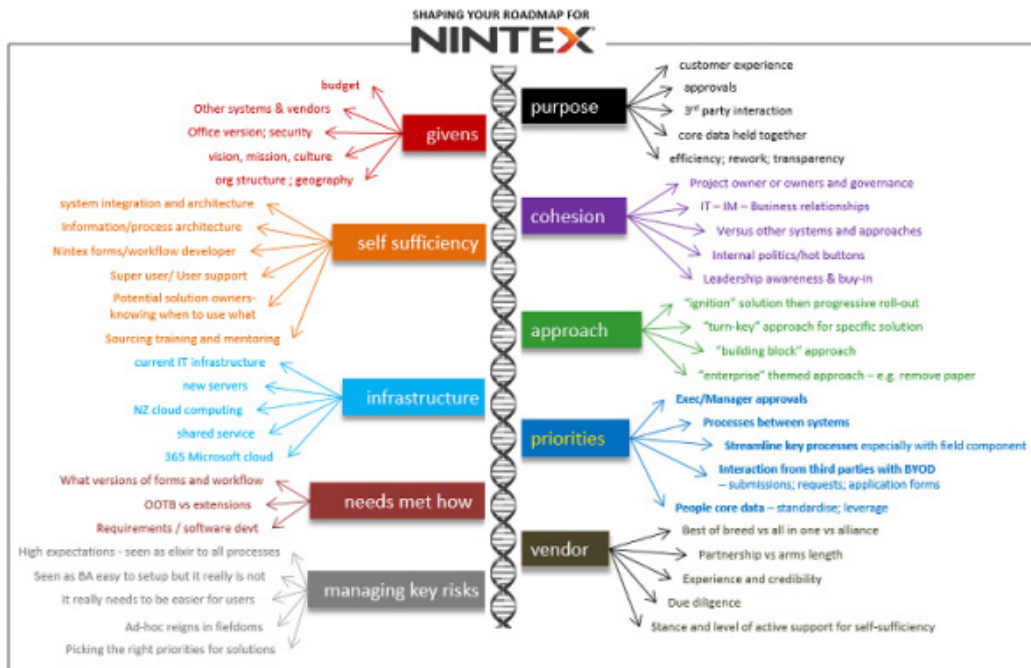 SHAPING YOUR ROADMAP FOR
NINTEX
budget
Other systems & vendors
Office version; security
vision, mission, culture
org structure ; geography
givens
system integration and architecture
Information/process architecture
Nintex forms/workflow developer
Super user/ User support
Potential solution owners-
knowing when to use what
Sourcing training and mentoring
self sufficiency
current IT infrastructure
new servers
NZ cloud computing
shared service
365 Microsoft cloud
infrastructure
What versions of forms and workflow
OOTB vs extensions
Requirements / software devt
needs met how
High expectations - seen as elixir to all processes
Seen as BA easy to setup but it really is not
It really needs to be easier for users
Ad-hoc reigns in fiefdoms
Picking the right priorities for solutions
managing key risks
purpose
customer experience
approvals
3rd party interaction
core data held together
efficiency; rework; transparency
cohesion
Project owner or owners and governance
IT – IM – Business relationships
Versus other systems and approaches
Internal politics/hot buttons
Leadership awareness & buy-in
approach
"ignition" solution then progressive roll-out
"turn-key" approach for specific solution
"building block" approach
"enterprise" themed approach – e.g. remove paper
priorities
Exec/Manager approvals
Processes between systems
Streamline key processes especially with field component
Interaction from third parties with BYOD
– submissions; requests; application forms
People core data – standardise; leverage
vendor
Best of breed vs all in one vs alliance
Partnership vs arms length
Experience and credibility
Due diligence
Stance and level of active support for self-sufficiency